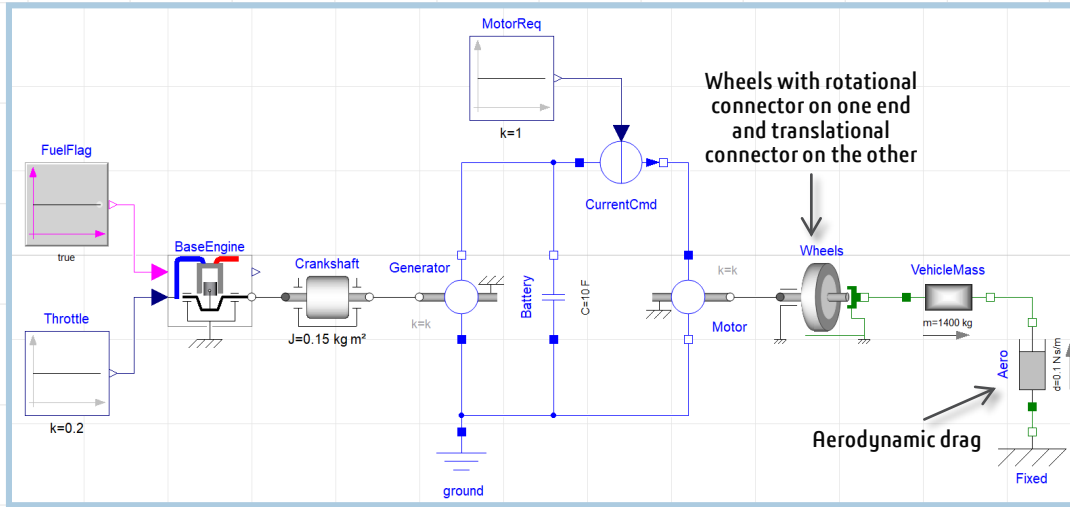 MotorReq
k=1
Wheels with rotational
connector on one end
and translational
connector on the other
FuelFlag
true
CurrentCmd
BaseEngine
Crankshaft
J=0.15 kg m²
Generator
k=k
Battery
C=10 F
k=k
Motor
Wheels
VehicleMass
m=1400 kg
Throttle
k=0.2
Aero
d=0.1 N s/m
Aerodynamic drag
ground
Fixed